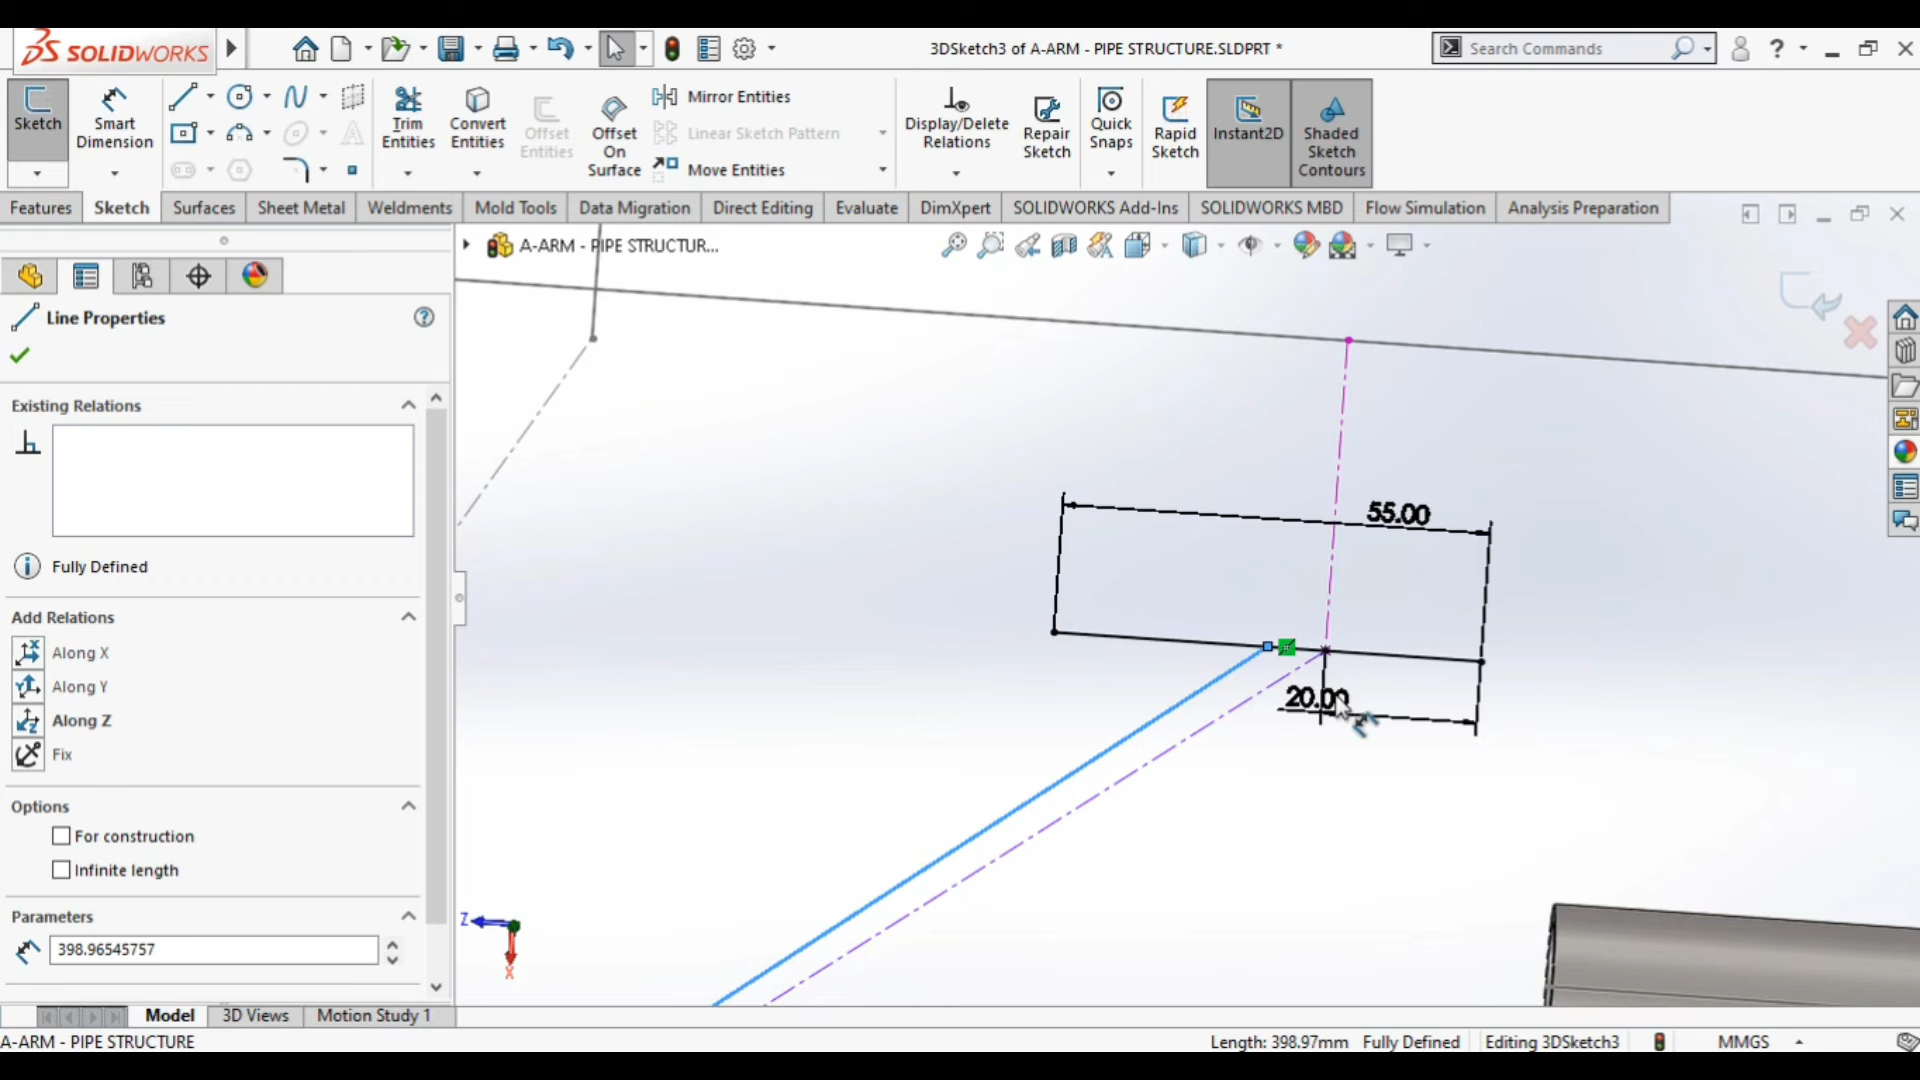 SOLIDWORKS
3DSketch3 of A-ARM - PIPE STRUCTURE.SLDPRT *
Search Commands
?
Sketch
Smart Dimension
Trim Entities
Convert Entities
Offset Entities
Offset On Surface
Mirror Entities
Linear Sketch Pattern
Move Entities
Display/Delete Relations
Repair Sketch
Quick Snaps
Rapid Sketch
Instant2D
Shaded Sketch Contours
Features
Sketch
Surfaces
Sheet Metal
Weldments
Mold Tools
Data Migration
Direct Editing
Evaluate
DimXpert
SOLIDWORKS Add-Ins
SOLIDWORKS MBD
Flow Simulation
Analysis Preparation
A-ARM - PIPE STRUCTUR...
Line Properties
?
Existing Relations
Fully Defined
Add Relations
Along X
Along Y
Along Z
Fix
Options
For construction
Infinite length
Parameters
398.96545757
55.00
20.00
Z
X
Model
3D Views
Motion Study 1
A-ARM - PIPE STRUCTURE
Length: 398.97mm
Fully Defined
Editing 3DSketch3
MMGS